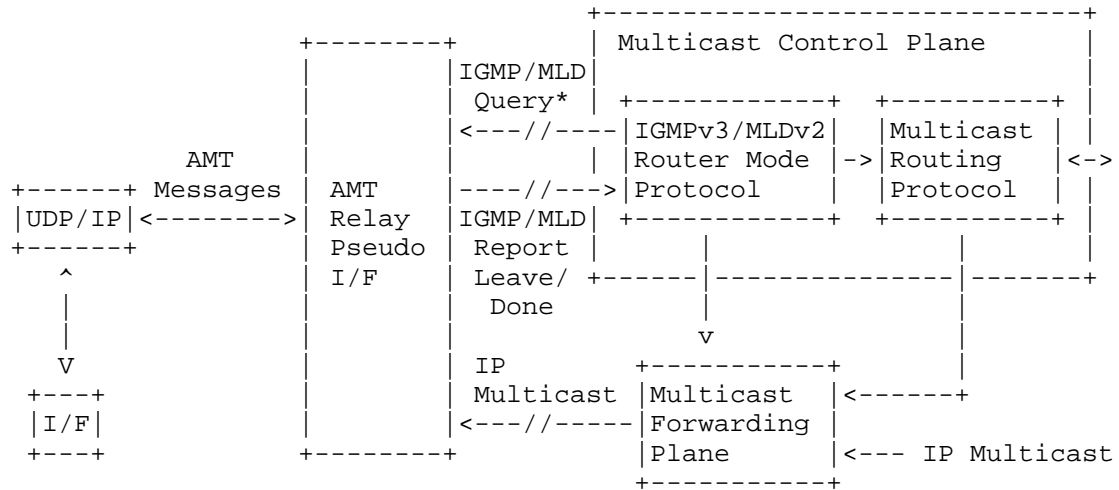 Multicast Control Plane
IGMP/MLD
Query*
IGMPv3/MLDv2 Multicast
AMT Router Mode -> Routing <->
Messages AMT Protocol Protocol
UDP/IP Relay IGMP/MLD
Pseudo Report
I/F Leave/
Done
v
V IP
Multicast Multicast
I/F Forwarding
Plane <--- IP Multicast